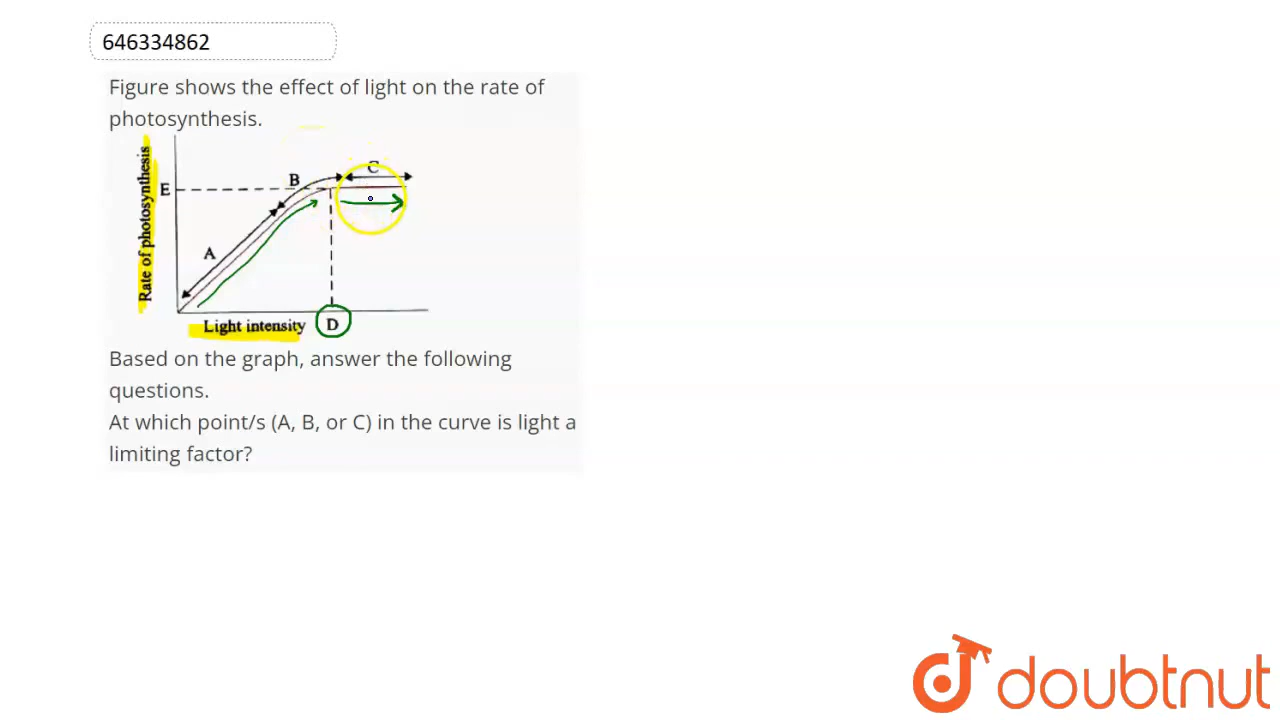 646334862
Figure shows the effect of light on the rate of
photosynthesis.
Rate of photosynthesis
E
A
B
C
Light intensity
D
Based on the graph, answer the following
questions.
At which point/s (A, B, or C) in the curve is light a
limiting factor?
doubtnut